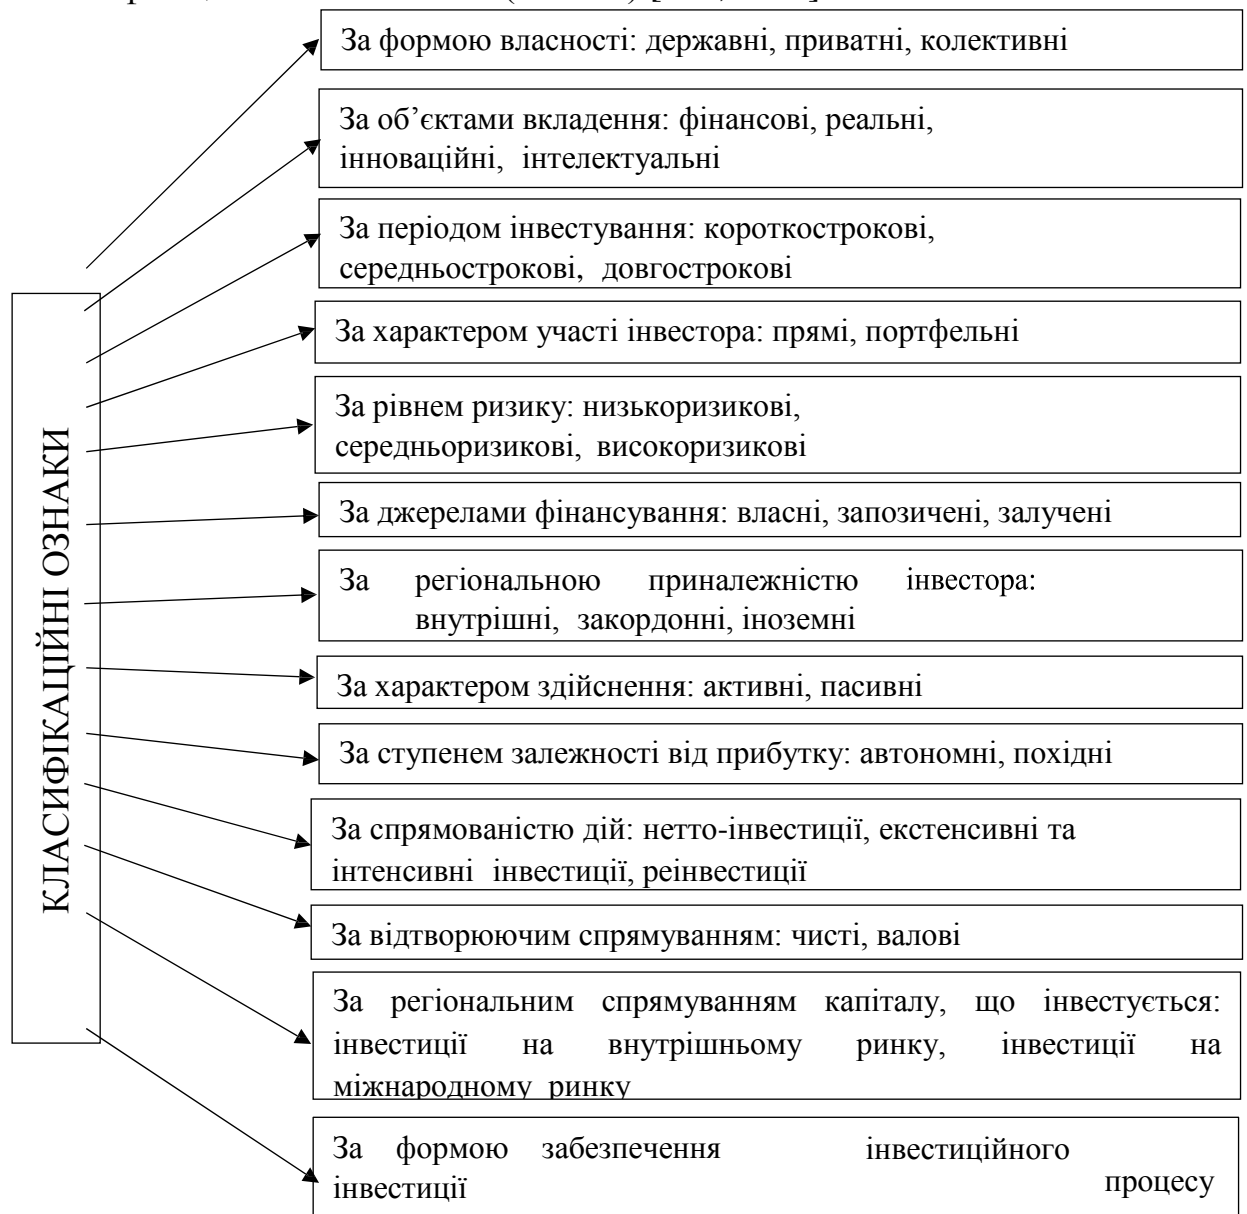 За формою власності: державні, приватні, колективні
За об’єктами вкладення: фінансові, реальні,
інноваційні, інтелектуальні
За періодом інвестування: короткострокові,
середньострокові, довгострокові
За характером участі інвестора: прямі, портфельні
За рівнем ризику: низькоризикові,
середньоризикові, високоризикові
За джерелами фінансування: власні, запозичені, залучені
За регіональною приналежністю інвестора:
внутрішні, закордонні, іноземні
За характером здійснення: активні, пасивні
За ступенем залежності від прибутку: автономні, похідні
За спрямованістю дій: нетто-інвестиції, екстенсивні та
інтенсивні інвестиції, реінвестиції
За відтворюючим спрямуванням: чисті, валові
За регіональним спрямуванням капіталу, що інвестується:
інвестиції на внутрішньому ринку, інвестиції на
міжнародному ринку
За формою забезпечення інвестиційного
інвестиції процесу
КЛАСИФІКАЦІЙНІ ОЗНАКИ